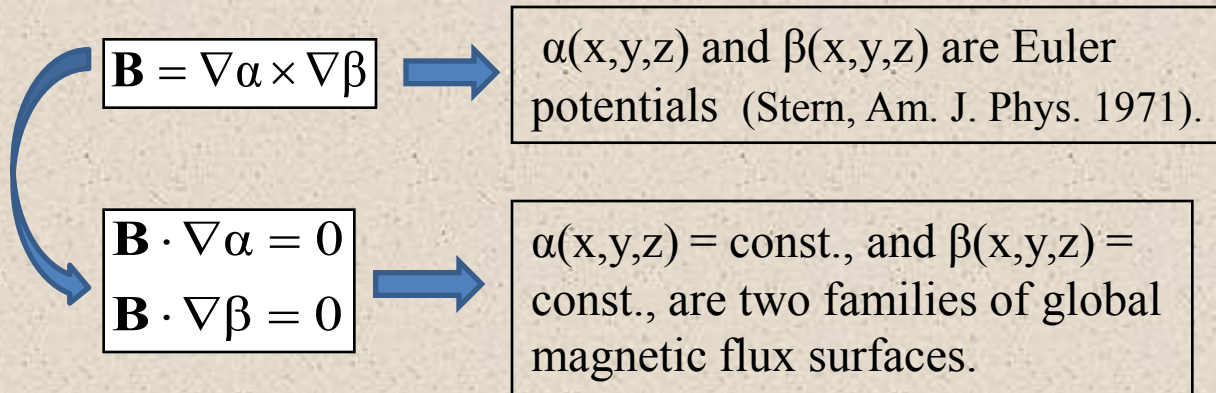 B = ∇α × ∇β
α(x,y,z) and β(x,y,z) are Euler
potentials (Stern, Am. J. Phys. 1971).
B · ∇α = 0
B · ∇β = 0
α(x,y,z) = const., and β(x,y,z) =
const., are two families of global
magnetic flux surfaces.